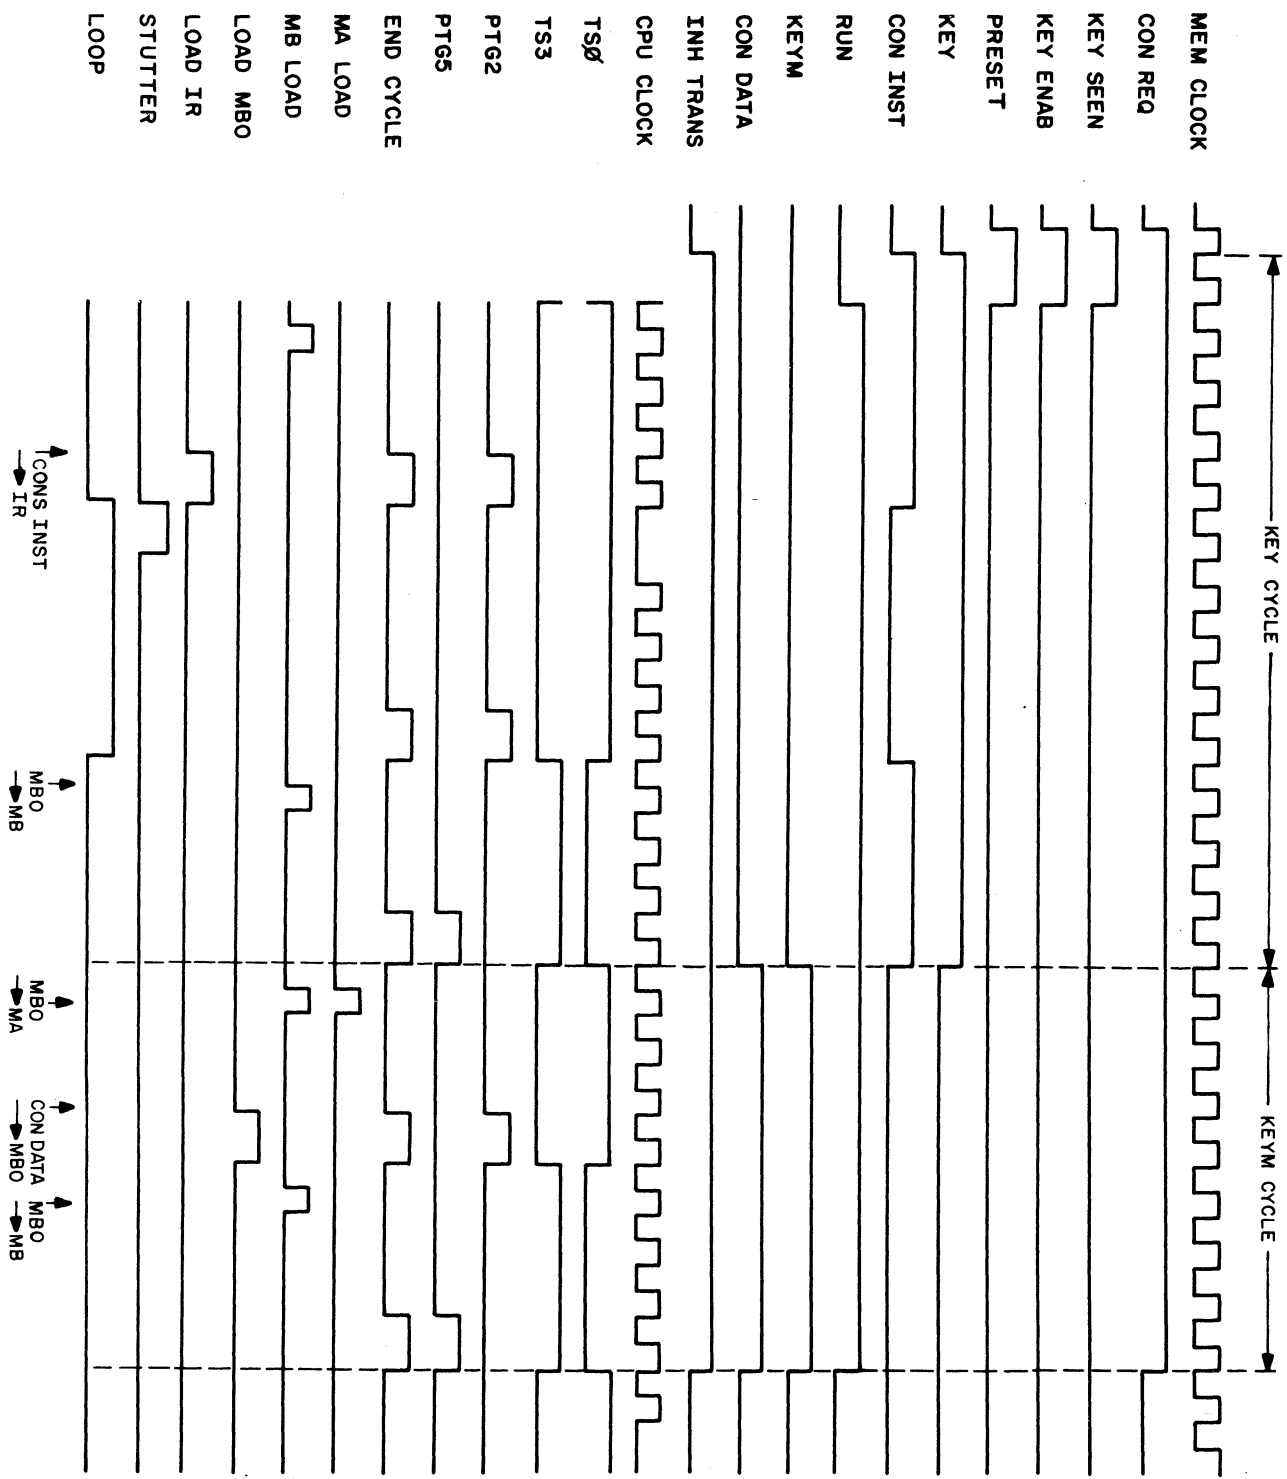 KEY CYCLE
KEYM CYCLE
MEM CLOCK
CON REQ
KEY SEEN
KEY ENAB
PRESET
KEY
CON INST
RUN
KEYM
CON DATA
INH TRANS
CPU CLOCK
TSØ
TS3
PTG2
PTG5
END CYCLE
MA LOAD
MB LOAD
LOAD MBO
LOAD IR
STUTTER
LOOP
CONS INST
→ IR
MBO
→ MB
MBO
→ MA
CON DATA
→ MBO
MBO
→ MB